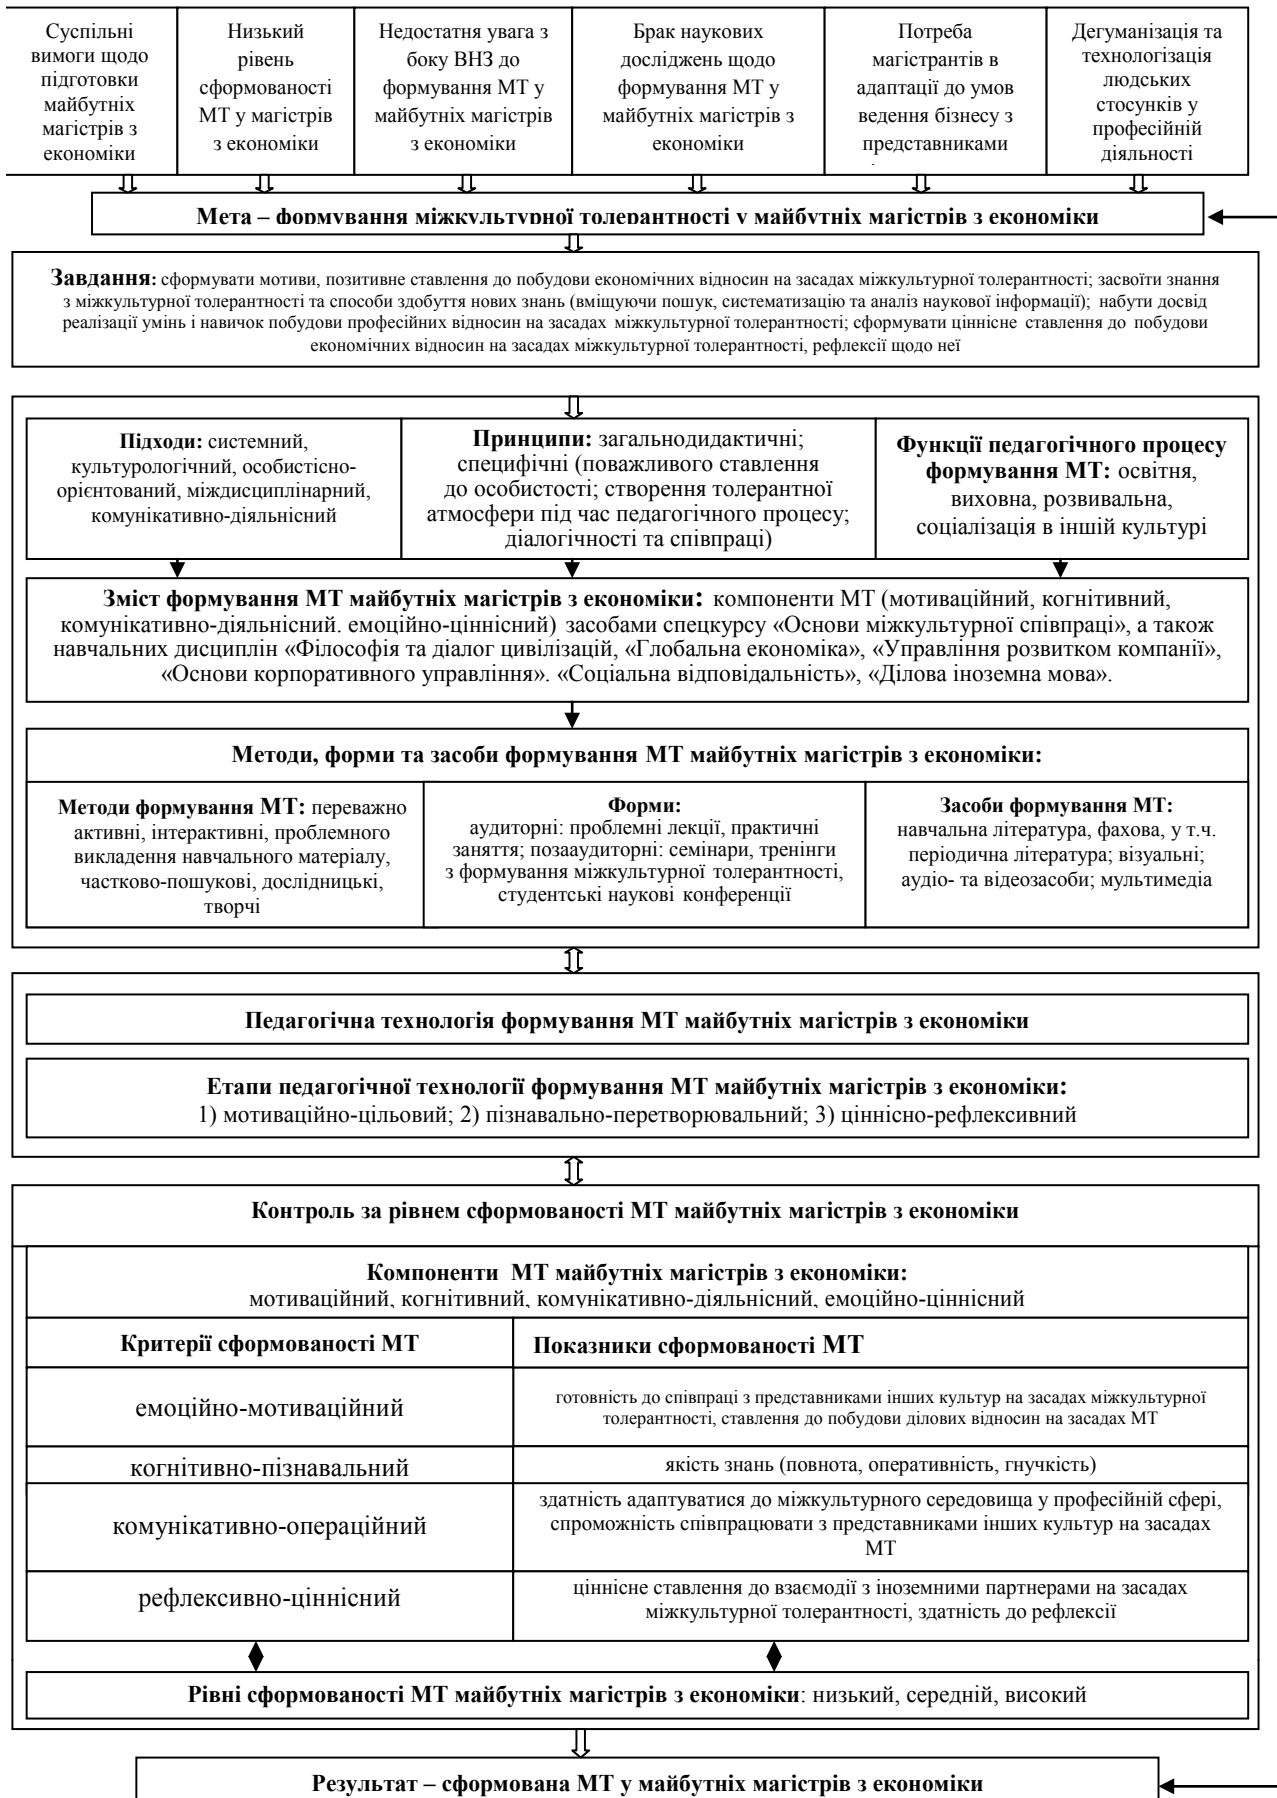 Суспільні
вимоги щодо
підготовки
майбутніх
магістрів з
економіки
Низький
рівень
сформованості
МТ у магістрів
з економіки
Недостатня увага з
боку ВНЗ до
формування МТ у
майбутніх магістрів
з економіки
Брак наукових
досліджень щодо
формування МТ у
майбутніх магістрів з
економіки
Потреба
магістрантів в
адаптації до умов
ведення бізнесу з
представниками
Дегуманізація та
технологізація
людських
стосунків у
професійній
діяльності
Мета – формування міжкультурної толерантності у майбутніх магістрів з економіки
Завдання: сформувати мотиви, позитивне ставлення до побудови економічних відносин на засадах міжкультурної толерантності; засвоїти знання
з міжкультурної толерантності та способи здобуття нових знань (вміщуючи пошук, систематизацію та аналіз наукової інформації); набути досвід
реалізації умінь і навичок побудови професійних відносин на засадах міжкультурної толерантності; сформувати ціннісне ставлення до побудови
економічних відносин на засадах міжкультурної толерантності, рефлексії щодо неї
Підходи: системний,
культурологічний, особистісно-
орієнтований, міждисциплінарний,
комунікативно-діяльнісний
Принципи: загальнодидактичні;
специфічні (поважливого ставлення
до особистості; створення толерантної
атмосфери під час педагогічного процесу;
діалогічності та співпраці)
Функції педагогічного процесу
формування МТ: освітня,
виховна, розвивальна,
соціалізація в іншій культурі
Зміст формування МТ майбутніх магістрів з економіки: компоненти МТ (мотиваційний, когнітивний,
комунікативно-діяльнісний. емоційно-ціннісний) засобами спецкурсу «Основи міжкультурної співпраці», а також
навчальних дисциплін «Філософія та діалог цивілізацій, «Глобальна економіка», «Управління розвитком компанії»,
«Основи корпоративного управління». «Соціальна відповідальність», «Ділова іноземна мова».
Методи, форми та засоби формування МТ майбутніх магістрів з економіки:
Методи формування МТ: переважно
активні, інтерактивні, проблемного
викладення навчального матеріалу,
частково-пошукові, дослідницькі,
творчі
Форми:
аудиторні: проблемні лекції, практичні
заняття; позааудиторні: семінари, тренінги
з формування міжкультурної толерантності,
студентські наукові конференції
Засоби формування МТ:
навчальна література, фахова, у т.ч.
періодична література; візуальні;
аудіо- та відеозасоби; мультимедіа
Педагогічна технологія формування МТ майбутніх магістрів з економіки
Етапи педагогічної технології формування МТ майбутніх магістрів з економіки:
1) мотиваційно-цільовий; 2) пізнавально-перетворювальний; 3) ціннісно-рефлексивний
Контроль за рівнем сформованості МТ майбутніх магістрів з економіки
Компоненти МТ майбутніх магістрів з економіки:
мотиваційний, когнітивний, комунікативно-діяльнісний, емоційно-ціннісний
Критерії сформованості МТ
Показники сформованості МТ
емоційно-мотиваційний
готовність до співпраці з представниками інших культур на засадах міжкультурної
толерантності, ставлення до побудови ділових відносин на засадах МТ
когнітивно-пізнавальний
якість знань (повнота, оперативність, гнучкість)
комунікативно-операційний
здатність адаптуватися до міжкультурного середовища у професійній сфері,
спроможність співпрацювати з представниками інших культур на засадах
МТ
рефлексивно-ціннісний
ціннісне ставлення до взаємодії з іноземними партнерами на засадах
міжкультурної толерантності, здатність до рефлексії
Рівні сформованості МТ майбутніх магістрів з економіки: низький, середній, високий
Результат – сформована МТ у майбутніх магістрів з економіки